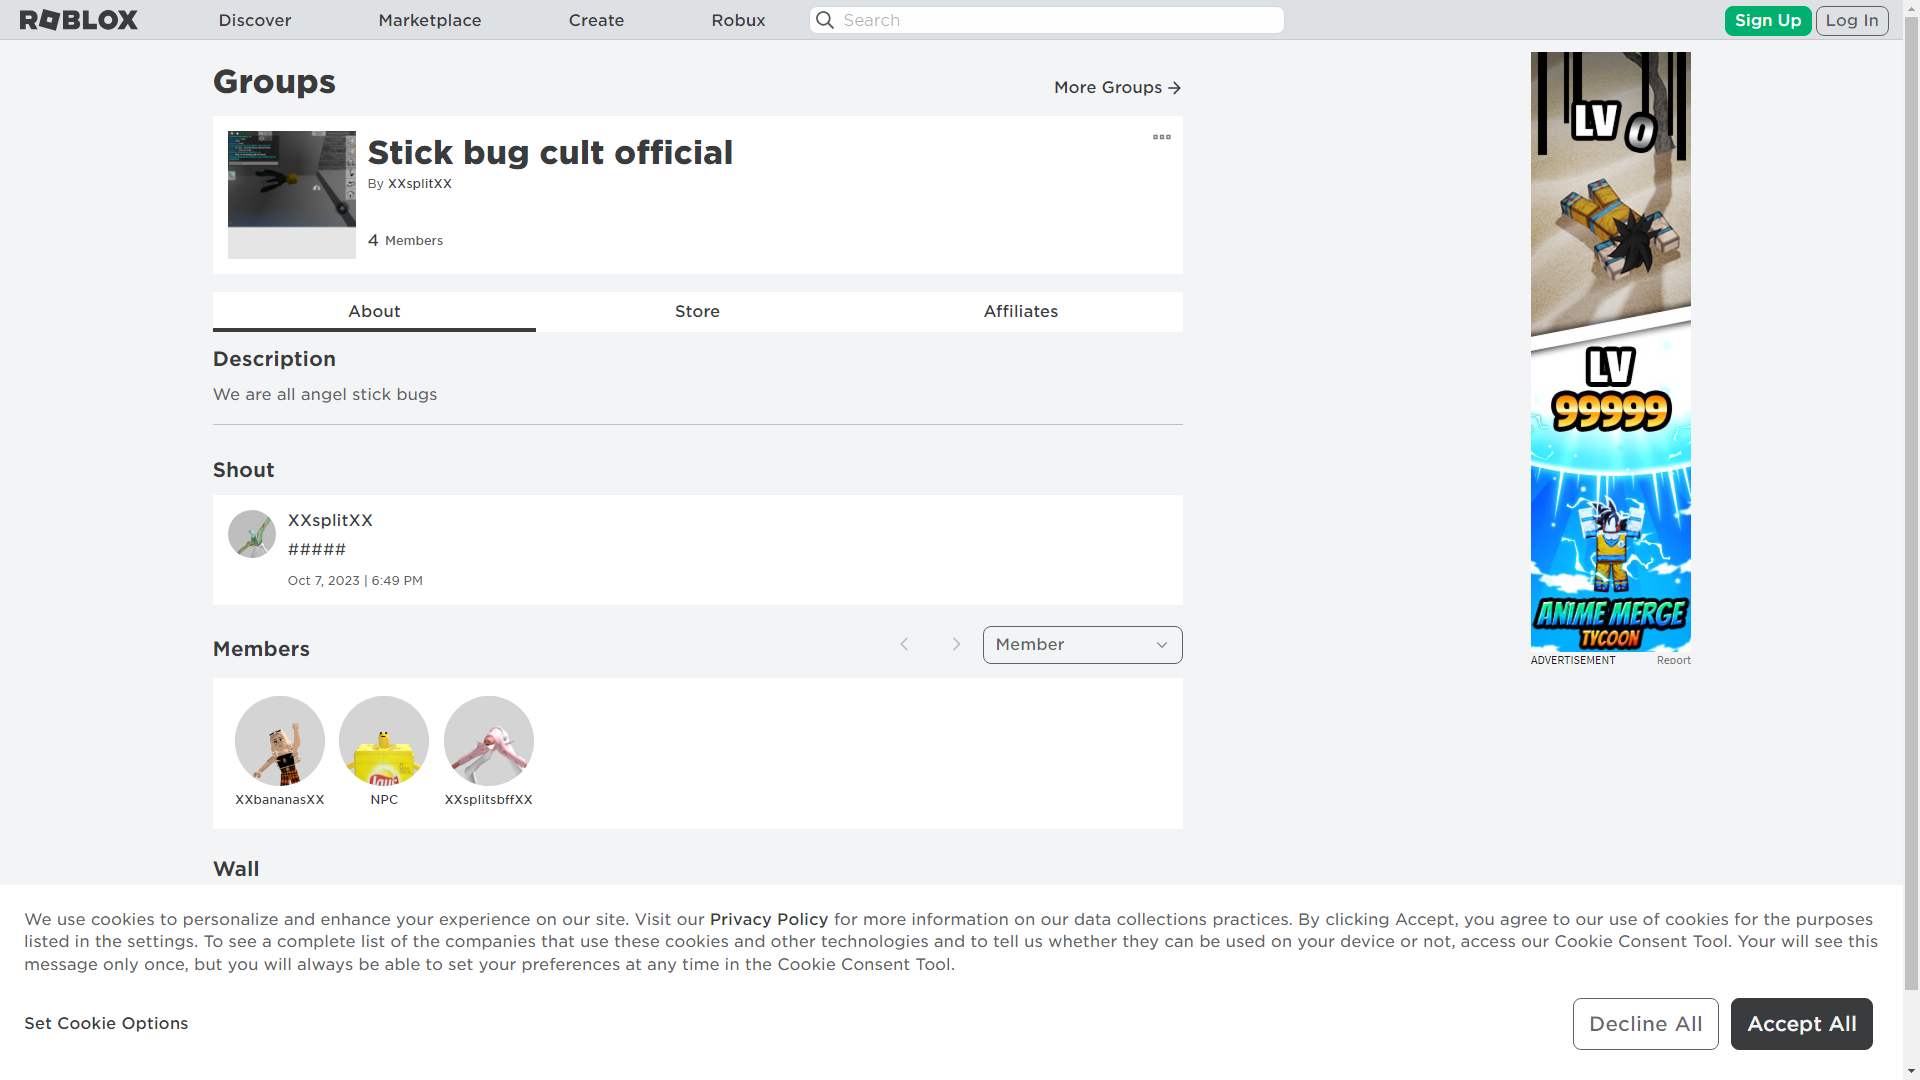 ROBLOX
Discover
Marketplace
Create
Robux
Search
Sign Up
Log In
Groups
More Groups
Stick bug cult official
By XXsplitXX
4 Members
About
Store
Affiliates
Description
We are all angel stick bugs
Shout
XXsplitXX
#####
Oct 7, 2023 | 6:49 PM
Members
Member
XXbananasXX
NPC
XXsplitsbffXX
Lay's
Wall
LV 0
LV
99999
ANIME MERGE
TYCOON
ADVERTISEMENT
Report
We use cookies to personalize and enhance your experience on our site. Visit our Privacy Policy for more information on our data collections practices. By clicking Accept, you agree to our use of cookies for the purposes
listed in the settings. To see a complete list of the companies that use these cookies and other technologies and to tell us whether they can be used on your device or not, access our Cookie Consent Tool. Your will see this
message only once, but you will always be able to set your preferences at any time in the Cookie Consent Tool.
Set Cookie Options
Decline All
Accept All